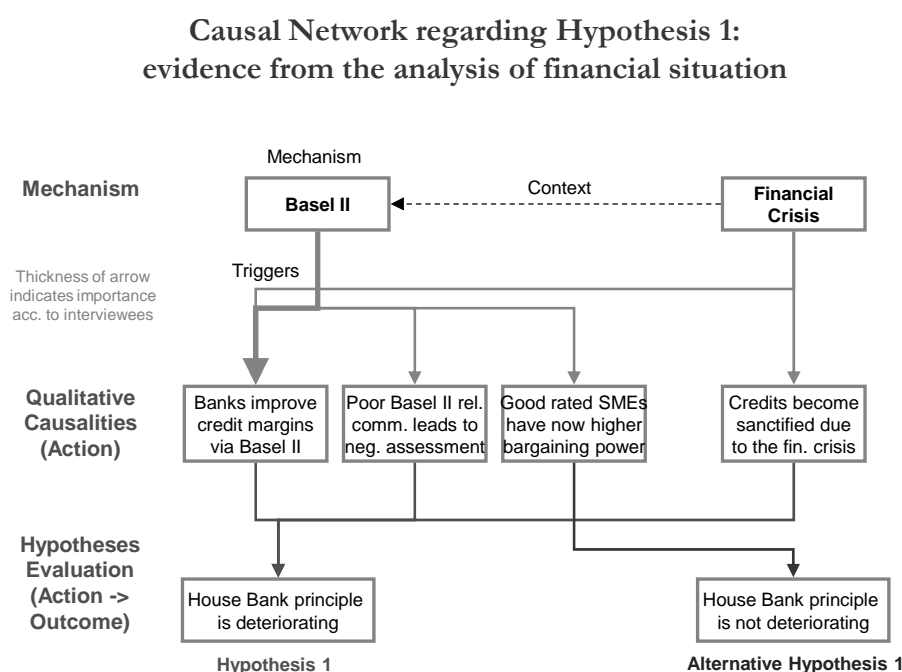 Causal Network regarding Hypothesis 1:
evidence from the analysis of financial situation
Mechanism
Mechanism
Basel II
Context
Financial
Crisis
Thickness of arrow
indicates importance
acc. to interviewees
Triggers
Qualitative
Causalities
(Action)
Banks improve
credit margins
via Basel II
Poor Basel II rel.
comm. leads to
neg. assessment
Good rated SMEs
have now higher
bargaining power
Credits become
sanctified due
to the fin. crisis
Hypotheses
Evaluation
(Action ->
Outcome)
House Bank principle
is deteriorating
House Bank principle
is not deteriorating
Hypothesis 1
Alternative Hypothesis 1